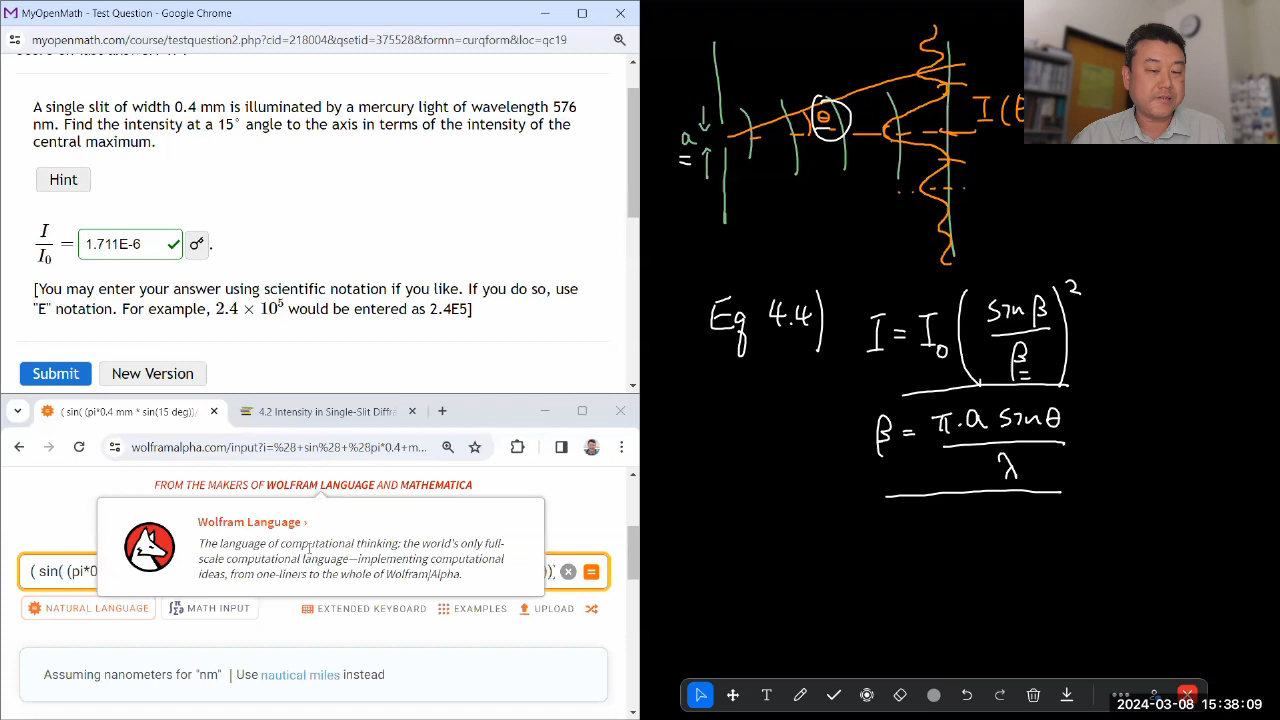 MyOpenMath - Test Question - Google Chrome
myopenmath.com/course/testquestion.php?cid=218004&qsetid=375528&formn=curqform&loc=qc19
A single slit of width 0.4 mm is illuminated by a mercury light of wavelength 576
nm. Find the intensity at a 15° angle to the axis in terms of the intensity of the
central maximum.
Hint
I
I₀
=
1.711E-6
.
[You may enter your answer using scientific notation if you like. If you do so, use
"E" notation. For example, 2.4 × 10⁵ would be entered as 2.4E5]
Submit
New Version
( sin( (pi*0.4 mm * sin(15 deg)
4.2 Intensity in Single-Slit Diffr
wolframalpha.com/input?i=%28+sin%28+%28pi*0.4+m...
FROM THE MAKERS OF WOLFRAM LANGUAGE AND MATHEMATICA
Wolfram Language ›
The language of computational thinking: the world's only full-
scale computational language—implementing computational
ideas, from one-liners to the whole of Wolfram|Alpha.
( sin( (pi*0
NATURAL LANGUAGE
MATH INPUT
EXTENDED KEYBOARD
EXAMPLES
UPLOAD
Assuming nanometers for "nm" | Use nautical miles instead
a
θ
I(θ
Eq 4.4) I = I₀ (sin β / β)²
β = π·a sin θ / λ
2024-03-08 15:38:09